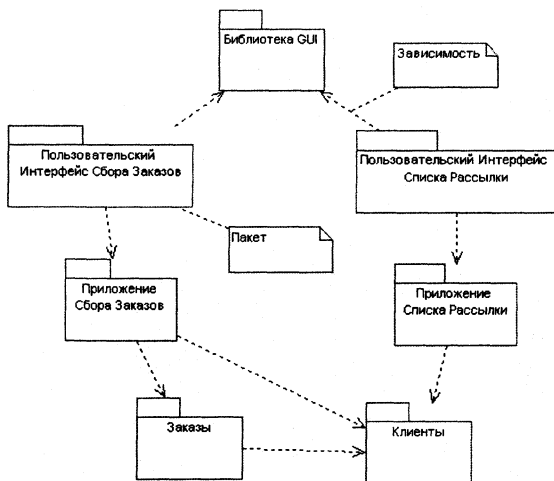 Библиотека GUI
Зависимость
Пользовательский
Интерфейс Сбора Заказов
Пользовательский Интерфейс
Списка Рассылки
Пакет
Приложение
Сбора Заказов
Приложение
Списка Рассылки
Заказы
Клиенты